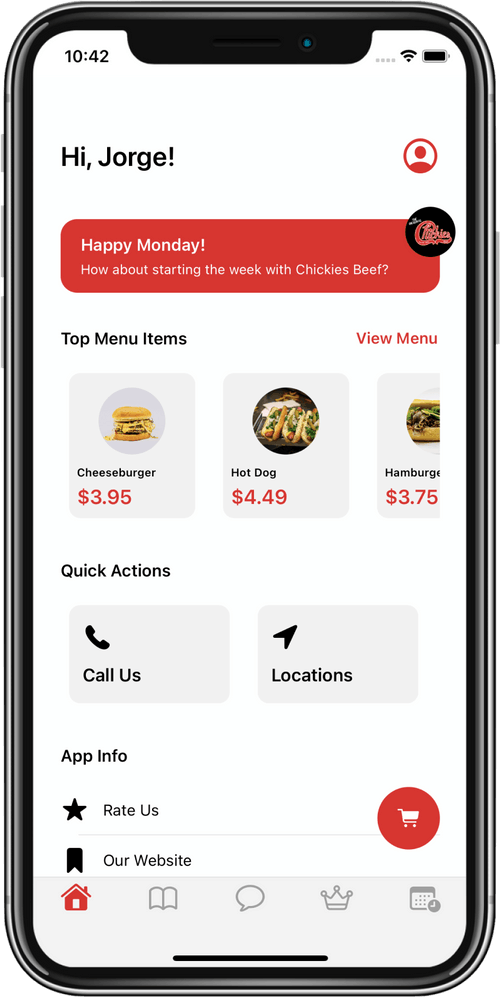 10:42
Hi, Jorge!
Chickies
Happy Monday!
How about starting the week with Chickies Beef?
Top Menu Items
View Menu
Cheeseburger
Hot Dog
Hamburge
$3.95
$4.49
$3.75
Quick Actions
Call Us
Locations
App Info
Rate Us
Our Website